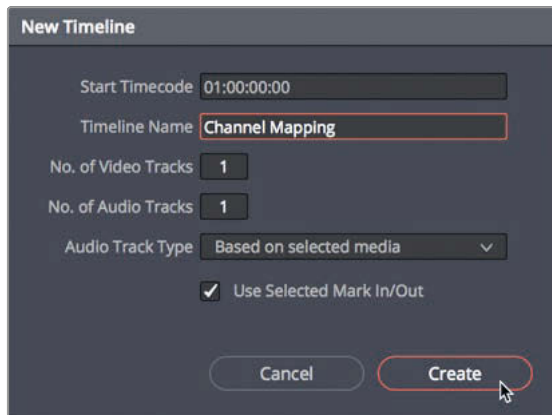 New Timeline
Start Timecode 01:00:00:00
Timeline Name Channel Mapping
No. of Video Tracks 1
No. of Audio Tracks 1
Audio Track Type Based on selected media
Use Selected Mark In/Out
Cancel Create